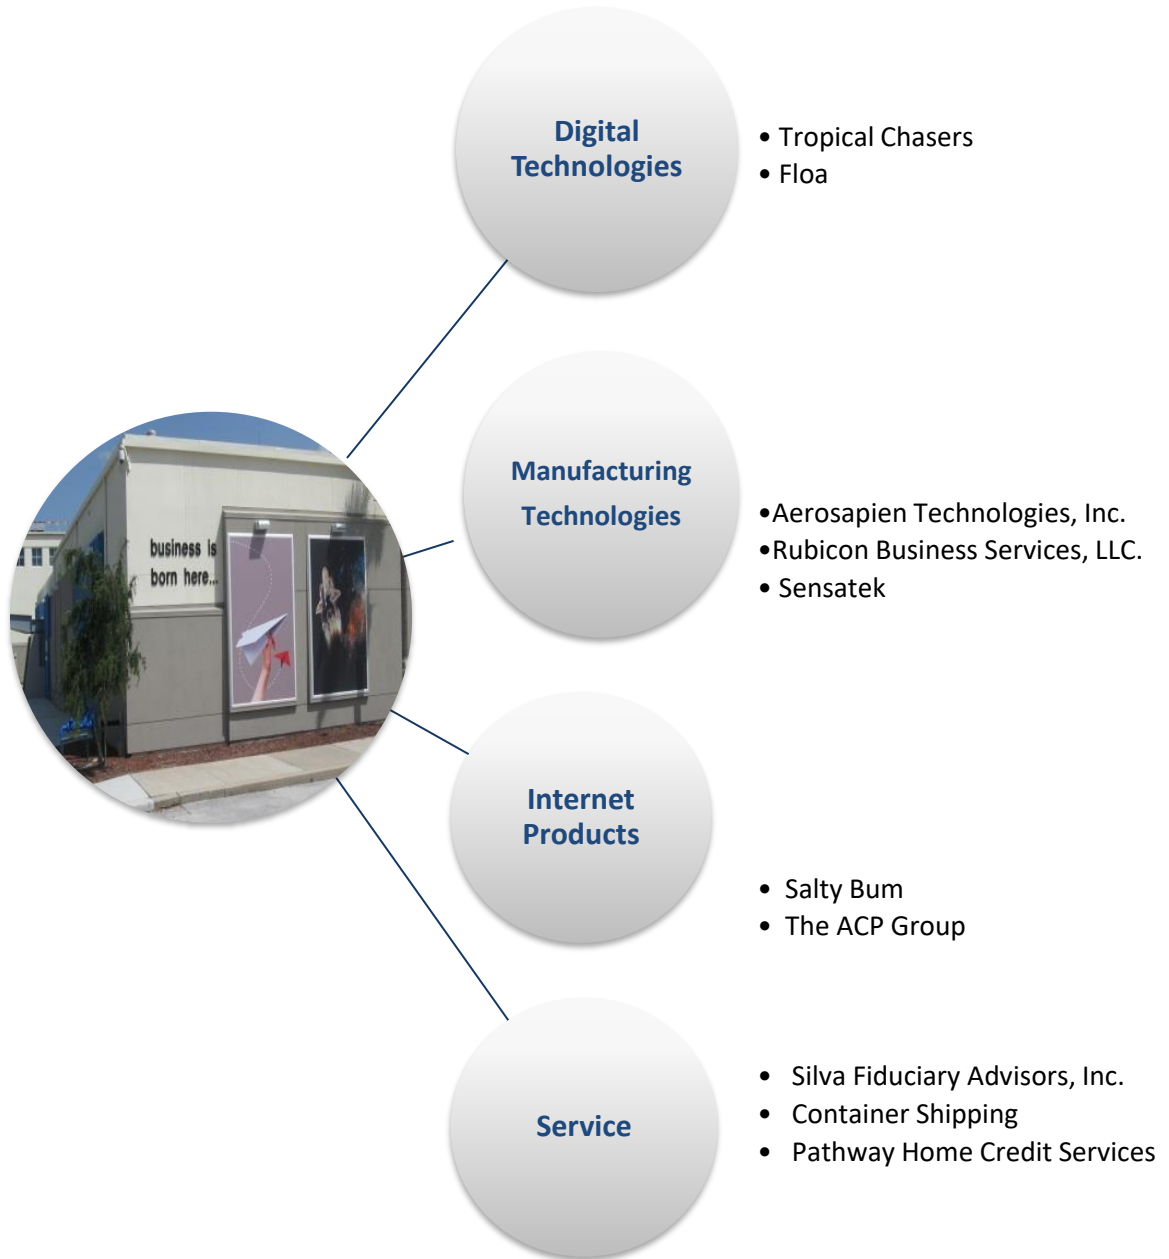 Digital
Technologies
• Tropical Chasers
• Floa
business is
born here...
Manufacturing
Technologies
•Aerosapien Technologies, Inc.
•Rubicon Business Services, LLC.
• Sensatek
Internet
Products
• Salty Bum
• The ACP Group
Service
• Silva Fiduciary Advisors, Inc.
• Container Shipping
• Pathway Home Credit Services